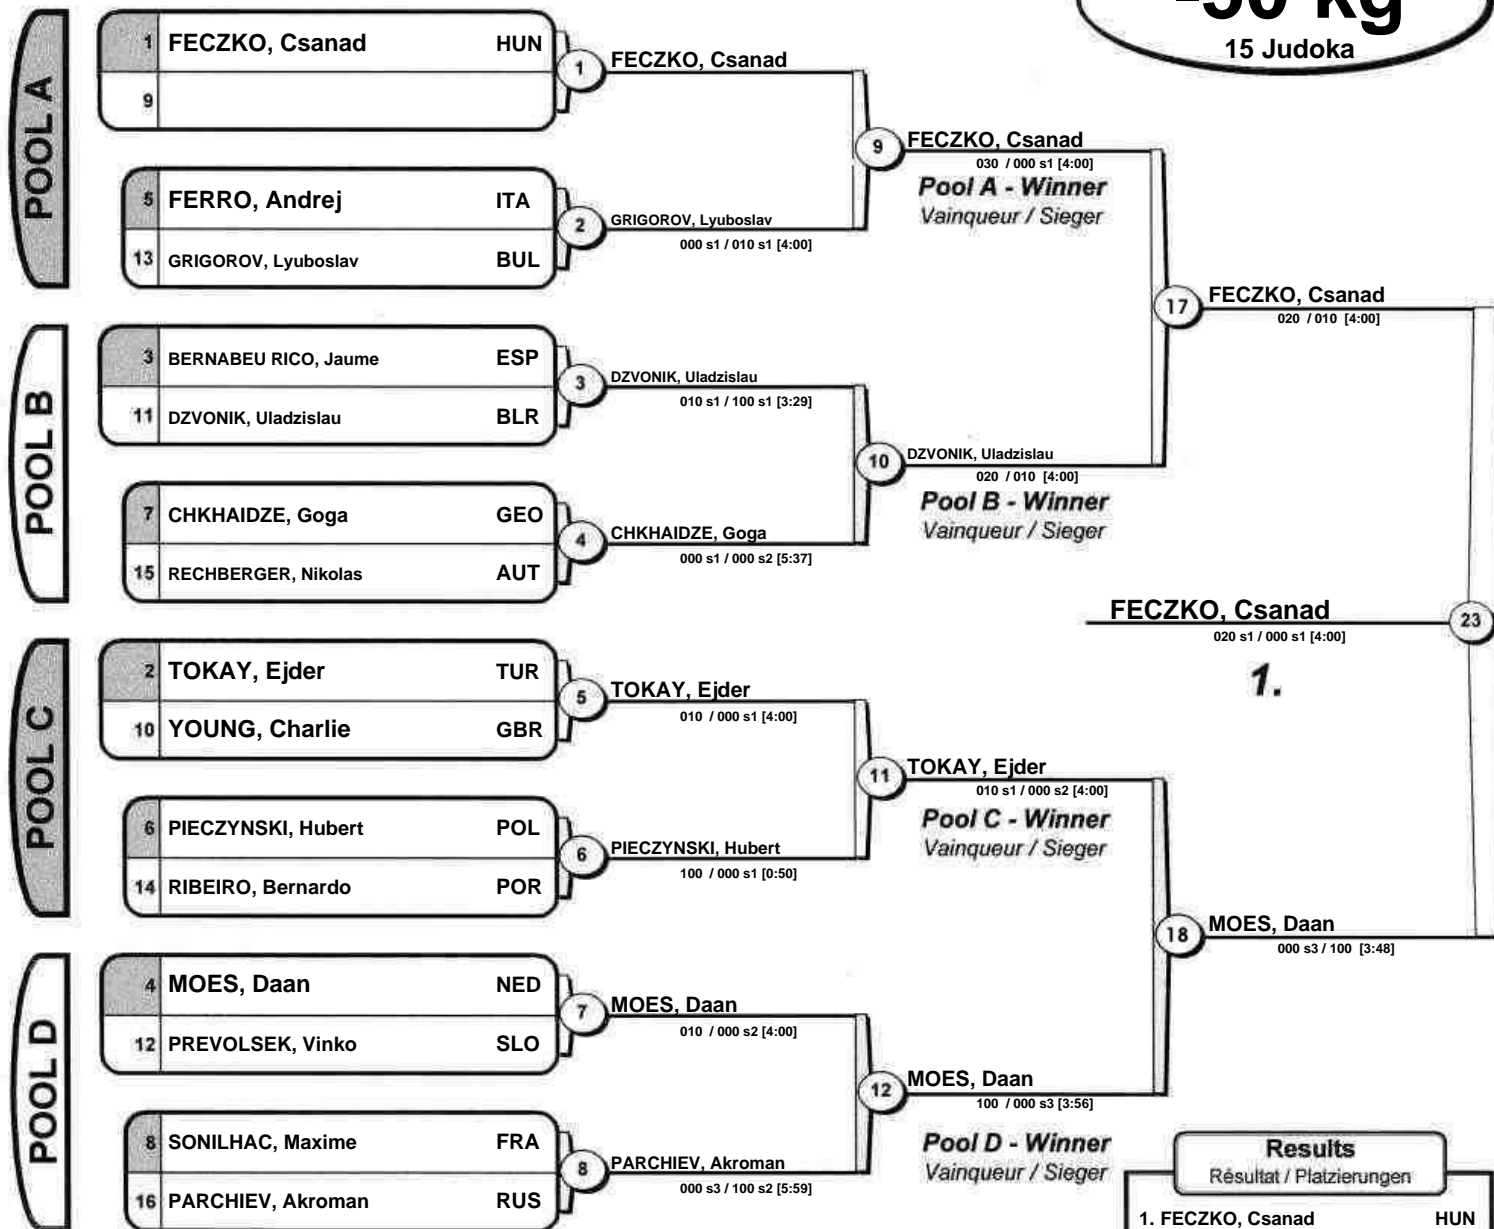 15 Judoka
POOL A
1 FECZKO, Csanad HUN
9
1 FECZKO, Csanad
5 FERRO, Andrej ITA
13 GRIGOROV, Lyuboslav BUL
2 GRIGOROV, Lyuboslav
000 s1 / 010 s1 [4:00]
9 FECZKO, Csanad
030 / 000 s1 [4:00]
Pool A - Winner
Vainqueur / Sieger
POOL B
3 BERNABEU RICO, Jaume ESP
11 DZVONIK, Uladzislau BLR
3 DZVONIK, Uladzislau
010 s1 / 100 s1 [3:29]
7 CHKHAIDZE, Goga GEO
15 RECHBERGER, Nikolas AUT
4 CHKHAIDZE, Goga
000 s1 / 000 s2 [5:37]
10 DZVONIK, Uladzislau
020 / 010 [4:00]
Pool B - Winner
Vainqueur / Sieger
17 FECZKO, Csanad
020 / 010 [4:00]
FECZKO, Csanad 23
020 s1 / 000 s1 [4:00]
1.
POOL C
2 TOKAY, Ejder TUR
10 YOUNG, Charlie GBR
5 TOKAY, Ejder
010 / 000 s1 [4:00]
6 PIECZYNSKI, Hubert POL
14 RIBEIRO, Bernardo POR
6 PIECZYNSKI, Hubert
100 / 000 s1 [0:50]
11 TOKAY, Ejder
010 s1 / 000 s2 [4:00]
Pool C - Winner
Vainqueur / Sieger
POOL D
4 MOES, Daan NED
12 PREVOLSEK, Vinko SLO
7 MOES, Daan
010 / 000 s2 [4:00]
8 SONILHAC, Maxime FRA
16 PARCHIEV, Akroman RUS
8 PARCHIEV, Akroman
000 s3 / 100 s2 [5:59]
12 MOES, Daan
100 / 000 s3 [3:56]
Pool D - Winner
Vainqueur / Sieger
18 MOES, Daan
000 s3 / 100 [3:48]
Results
Résultat / Platzierungen
1. FECZKO, Csanad HUN